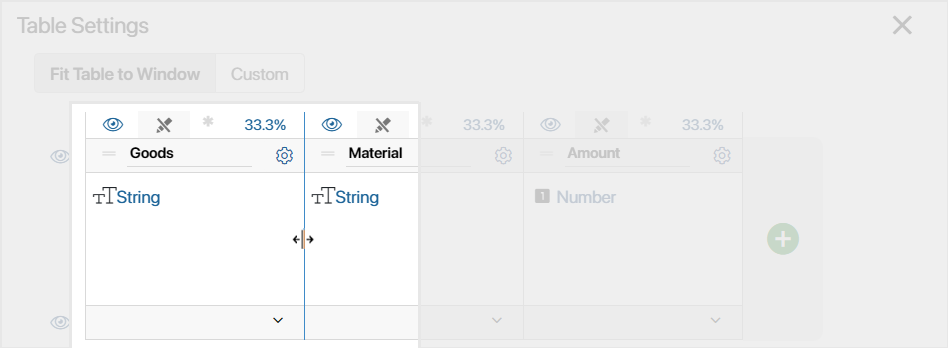 Table Settings
Fit Table to Window Custom
33.3% 33.3% 33.3%
Goods Material Amount
String String 1 Number